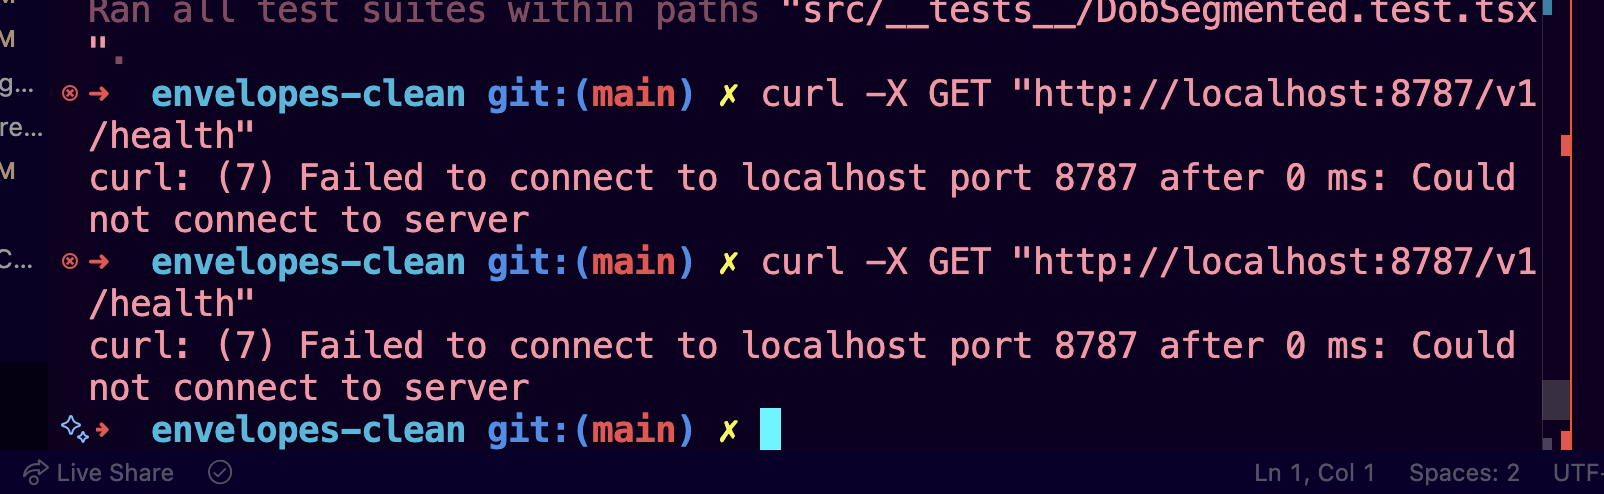 Ran all test suites within paths "src/__tests__/DobSegmented.test.tsx
".
M
g...
⊗ ➜ envelopes-clean git:(main) ✗ curl -X GET "http://localhost:8787/v1
re...
/health"
M
curl: (7) Failed to connect to localhost port 8787 after 0 ms: Could
not connect to server
C...
⊗ ➜ envelopes-clean git:(main) ✗ curl -X GET "http://localhost:8787/v1
/health"
curl: (7) Failed to connect to localhost port 8787 after 0 ms: Could
not connect to server
➜ envelopes-clean git:(main) ✗
Live Share
Ln 1, Col 1 Spaces: 2 UTF-